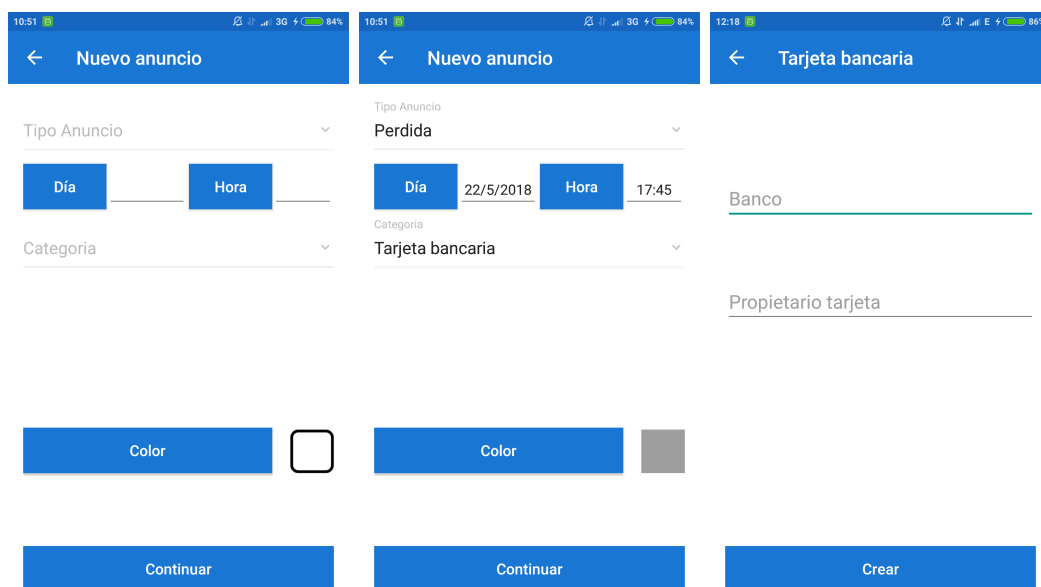 10:51 3G 84%
Nuevo anuncio
Tipo Anuncio
Día Hora
Categoria
Color
Continuar
10:51 3G 84%
Nuevo anuncio
Tipo Anuncio
Perdida
Día 22/5/2018 Hora 17:45
Categoria
Tarjeta bancaria
Color
Continuar
12:18 E 86%
Tarjeta bancaria
Banco
Propietario tarjeta
Crear